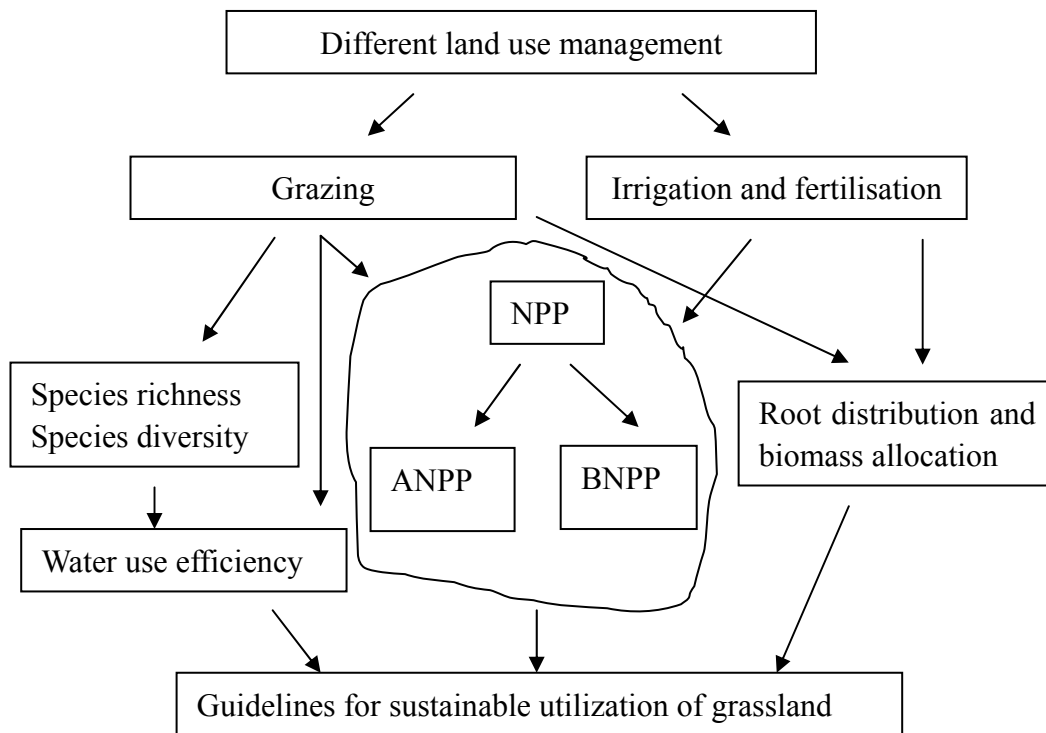 Different land use management
Grazing
Irrigation and fertilisation
NPP
Species richness
Species diversity
Root distribution and
biomass allocation
ANPP
BNPP
Water use efficiency
Guidelines for sustainable utilization of grassland